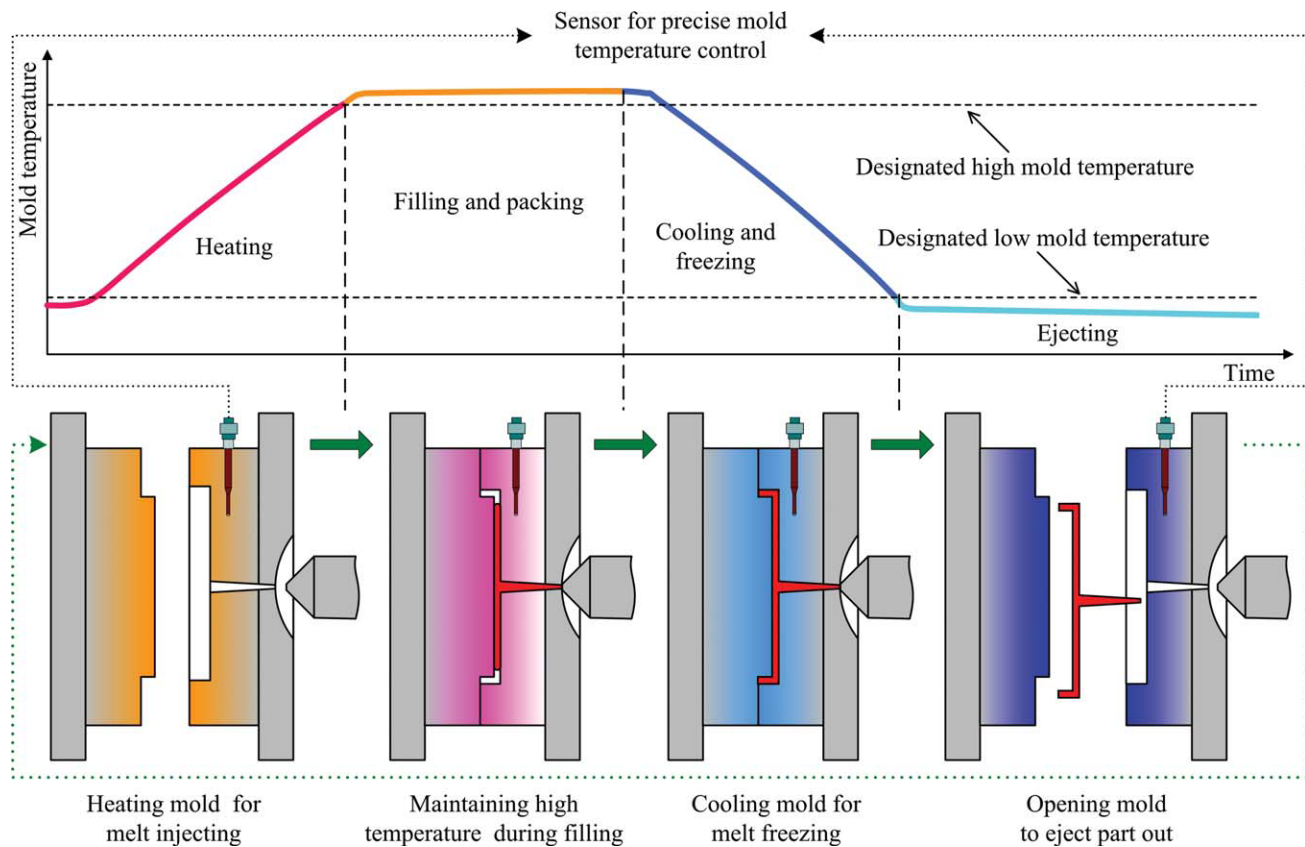 Sensor for precise mold
temperature control
Mold temperature
Designated high mold temperature
Filling and packing
Heating
Cooling and
freezing
Designated low mold temperature
Ejecting
Time
Heating mold for
melt injecting
Maintaining high
temperature during filling
Cooling mold for
melt freezing
Opening mold
to eject part out